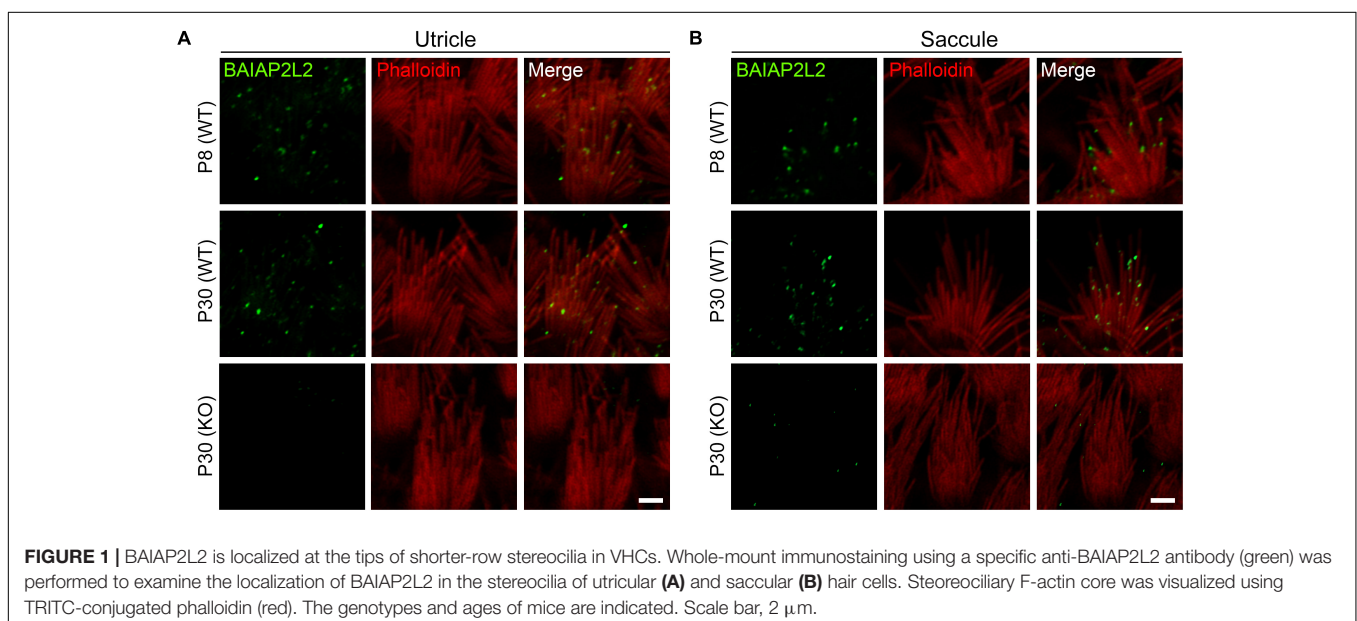 A Utricle B Saccule
BAIAP2L2 Phalloidin Merge BAIAP2L2 Phalloidin Merge
P8 (WT) P8 (WT)
P30 (WT) P30 (WT)
P30 (KO) P30 (KO)
FIGURE 1 | BAIAP2L2 is localized at the tips of shorter-row stereocilia in VHCs. Whole-mount immunostaining using a specific anti-BAIAP2L2 antibody (green) was
performed to examine the localization of BAIAP2L2 in the stereocilia of utricular (A) and saccular (B) hair cells. Steoreociliary F-actin core was visualized using
TRITC-conjugated phalloidin (red). The genotypes and ages of mice are indicated. Scale bar, 2 μm.